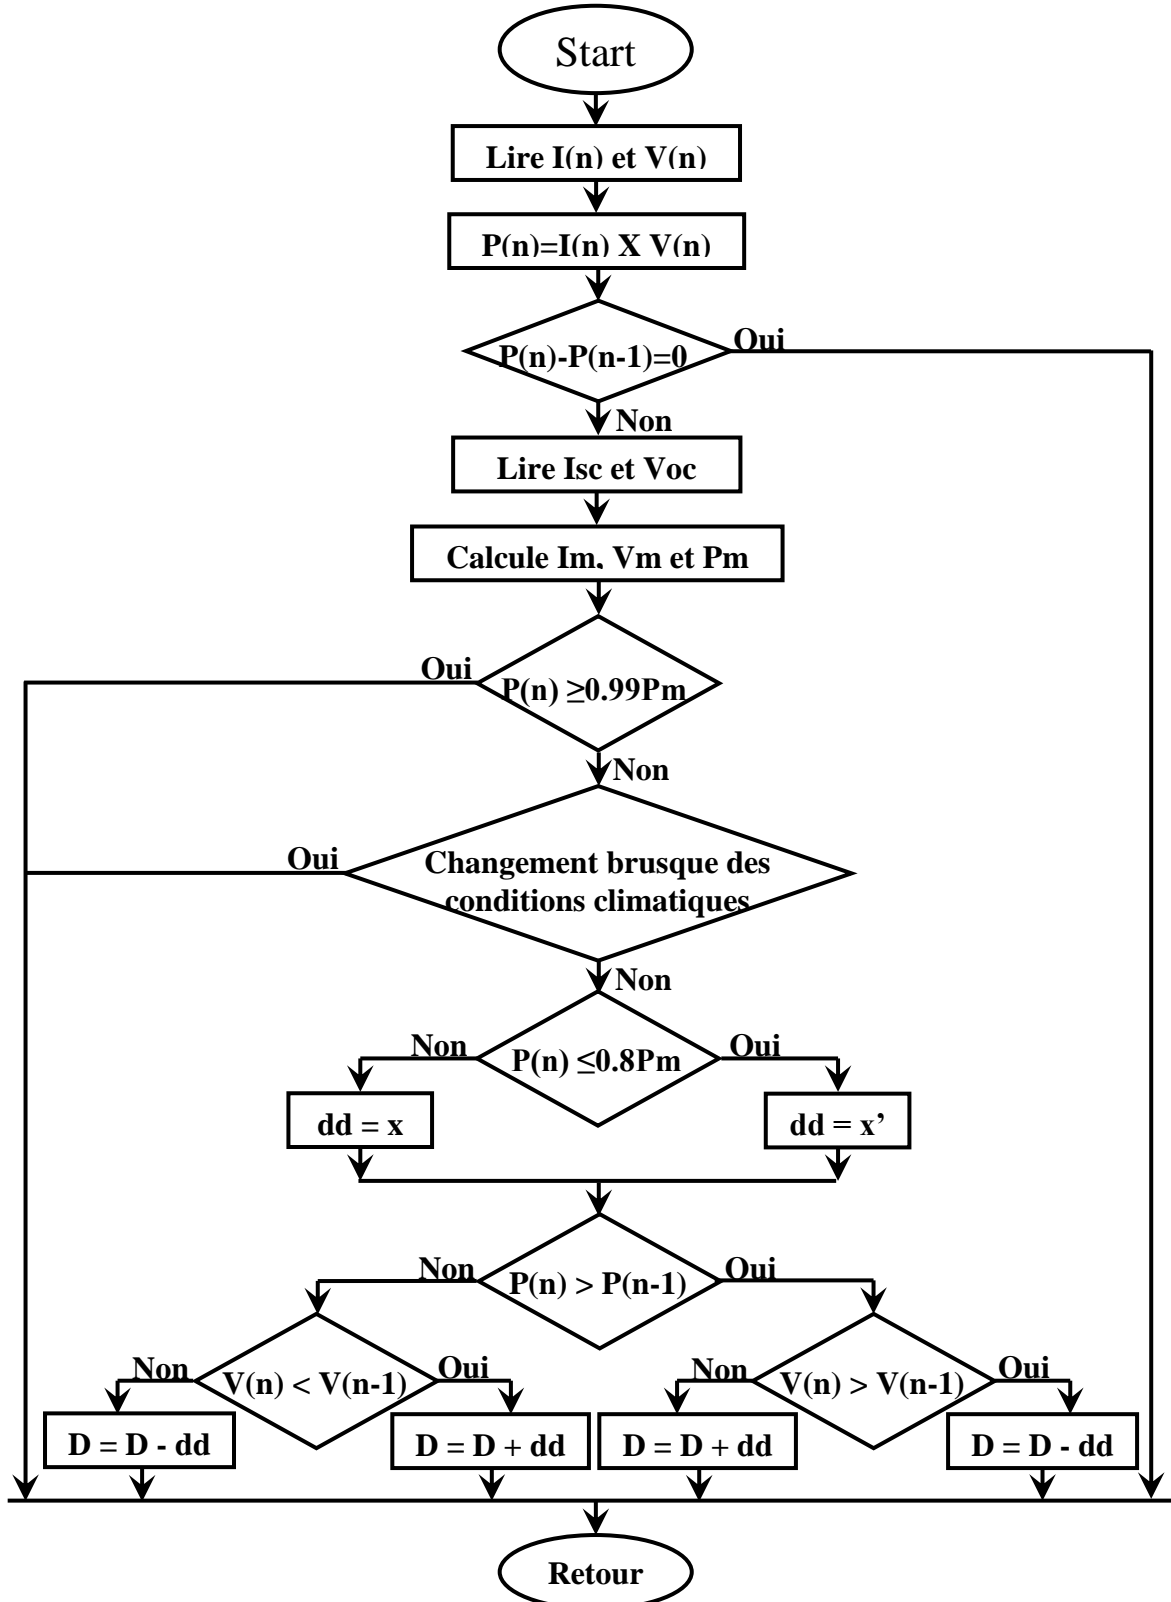 Start
Lire I(n) et V(n)
P(n)=I(n) X V(n)
P(n)-P(n-1)=0
Oui
Non
Lire Isc et Voc
Calcule Im, Vm et Pm
Oui
P(n) ≥0.99Pm
Non
Oui
Changement brusque des
conditions climatiques
Non
Non
P(n) ≤0.8Pm
Oui
dd = x
dd = x’
Non
P(n) > P(n-1)
Oui
Non
V(n) < V(n-1)
Oui
Non
V(n) > V(n-1)
Oui
D = D - dd
D = D + dd
D = D + dd
D = D - dd
Retour